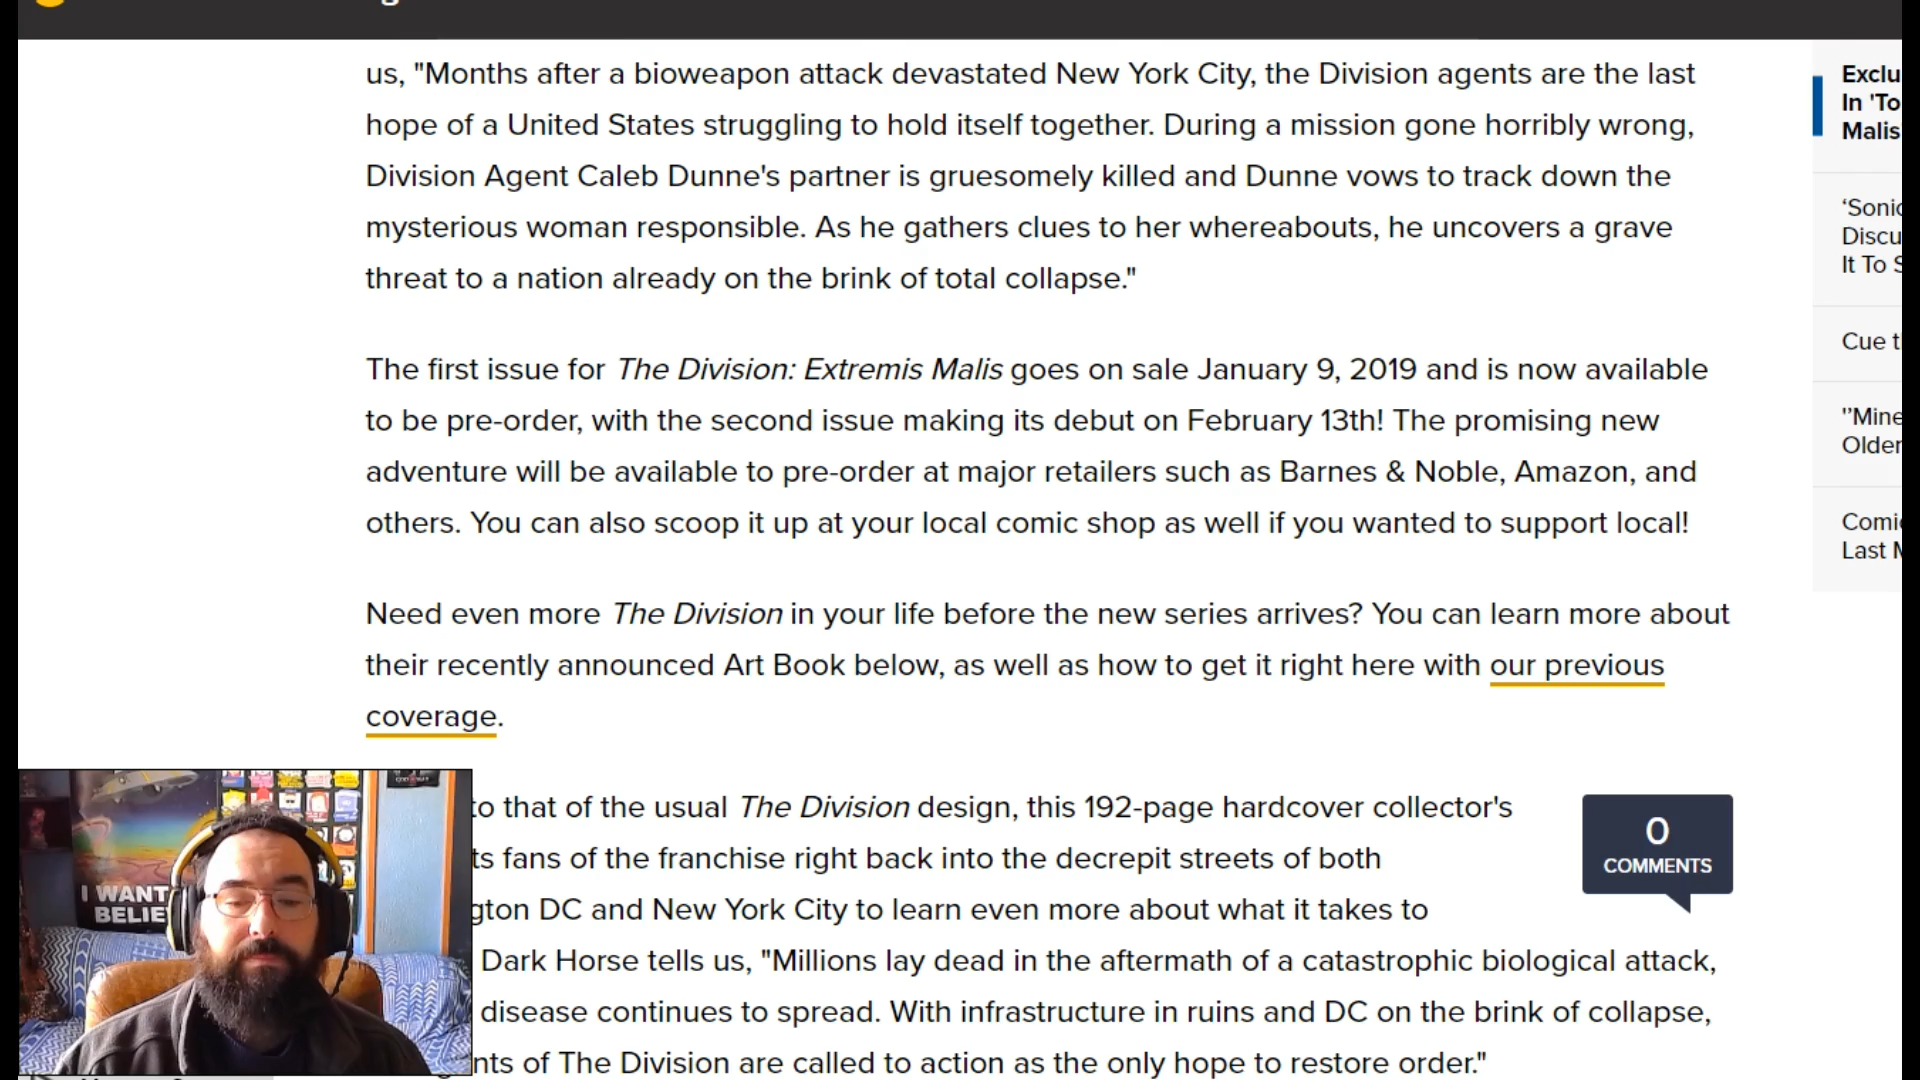 us, "Months after a bioweapon attack devastated New York City, the Division agents are the last
hope of a United States struggling to hold itself together. During a mission gone horribly wrong,
Division Agent Caleb Dunne's partner is gruesomely killed and Dunne vows to track down the
mysterious woman responsible. As he gathers clues to her whereabouts, he uncovers a grave
threat to a nation already on the brink of total collapse."
The first issue for The Division: Extremis Malis goes on sale January 9, 2019 and is now available
to be pre-order, with the second issue making its debut on February 13th! The promising new
adventure will be available to pre-order at major retailers such as Barnes & Noble, Amazon, and
others. You can also scoop it up at your local comic shop as well if you wanted to support local!
Need even more The Division in your life before the new series arrives? You can learn more about
their recently announced Art Book below, as well as how to get it right here with our previous
coverage.
to that of the usual The Division design, this 192-page hardcover collector's
ts fans of the franchise right back into the decrepit streets of both
gton DC and New York City to learn even more about what it takes to
Dark Horse tells us, "Millions lay dead in the aftermath of a catastrophic biological attack,
disease continues to spread. With infrastructure in ruins and DC on the brink of collapse,
nts of The Division are called to action as the only hope to restore order."
0
COMMENTS
Exclu
In 'To
Malis
‘Sonic
Discu
It To S
Cue t
"Mine
Older
Comi
Last M
I WANT
BELIE